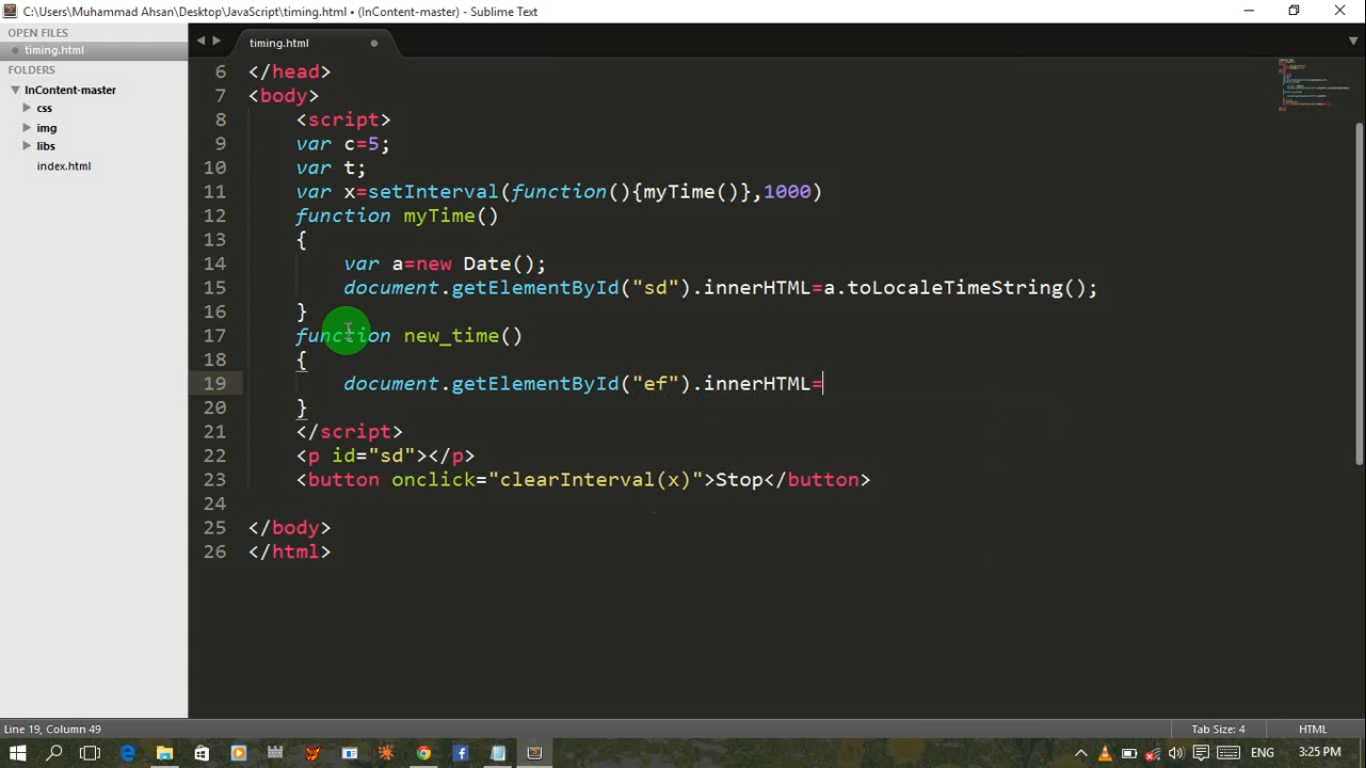 C:\Users\Muhammad Ahsan\Desktop\JavaScript\timing.html • (InContent-master) - Sublime Text
OPEN FILES
timing.html
FOLDERS
InContent-master
css
img
libs
index.html
timing.html
6 </head>
7 <body>
8 <script>
9 var c=5;
10 var t;
11 var x=setInterval(function(){myTime()},1000)
12 function myTime()
13 {
14 var a=new Date();
15 document.getElementById("sd").innerHTML=a.toLocaleTimeString();
16 }
17 function new_time()
18 {
19 document.getElementById("ef").innerHTML=
20 }
21 </script>
22 <p id="sd"></p>
23 <button onclick="clearInterval(x)">Stop</button>
24
25 </body>
26 </html>
Line 19, Column 49
Tab Size: 4
HTML
ENG
3:25 PM